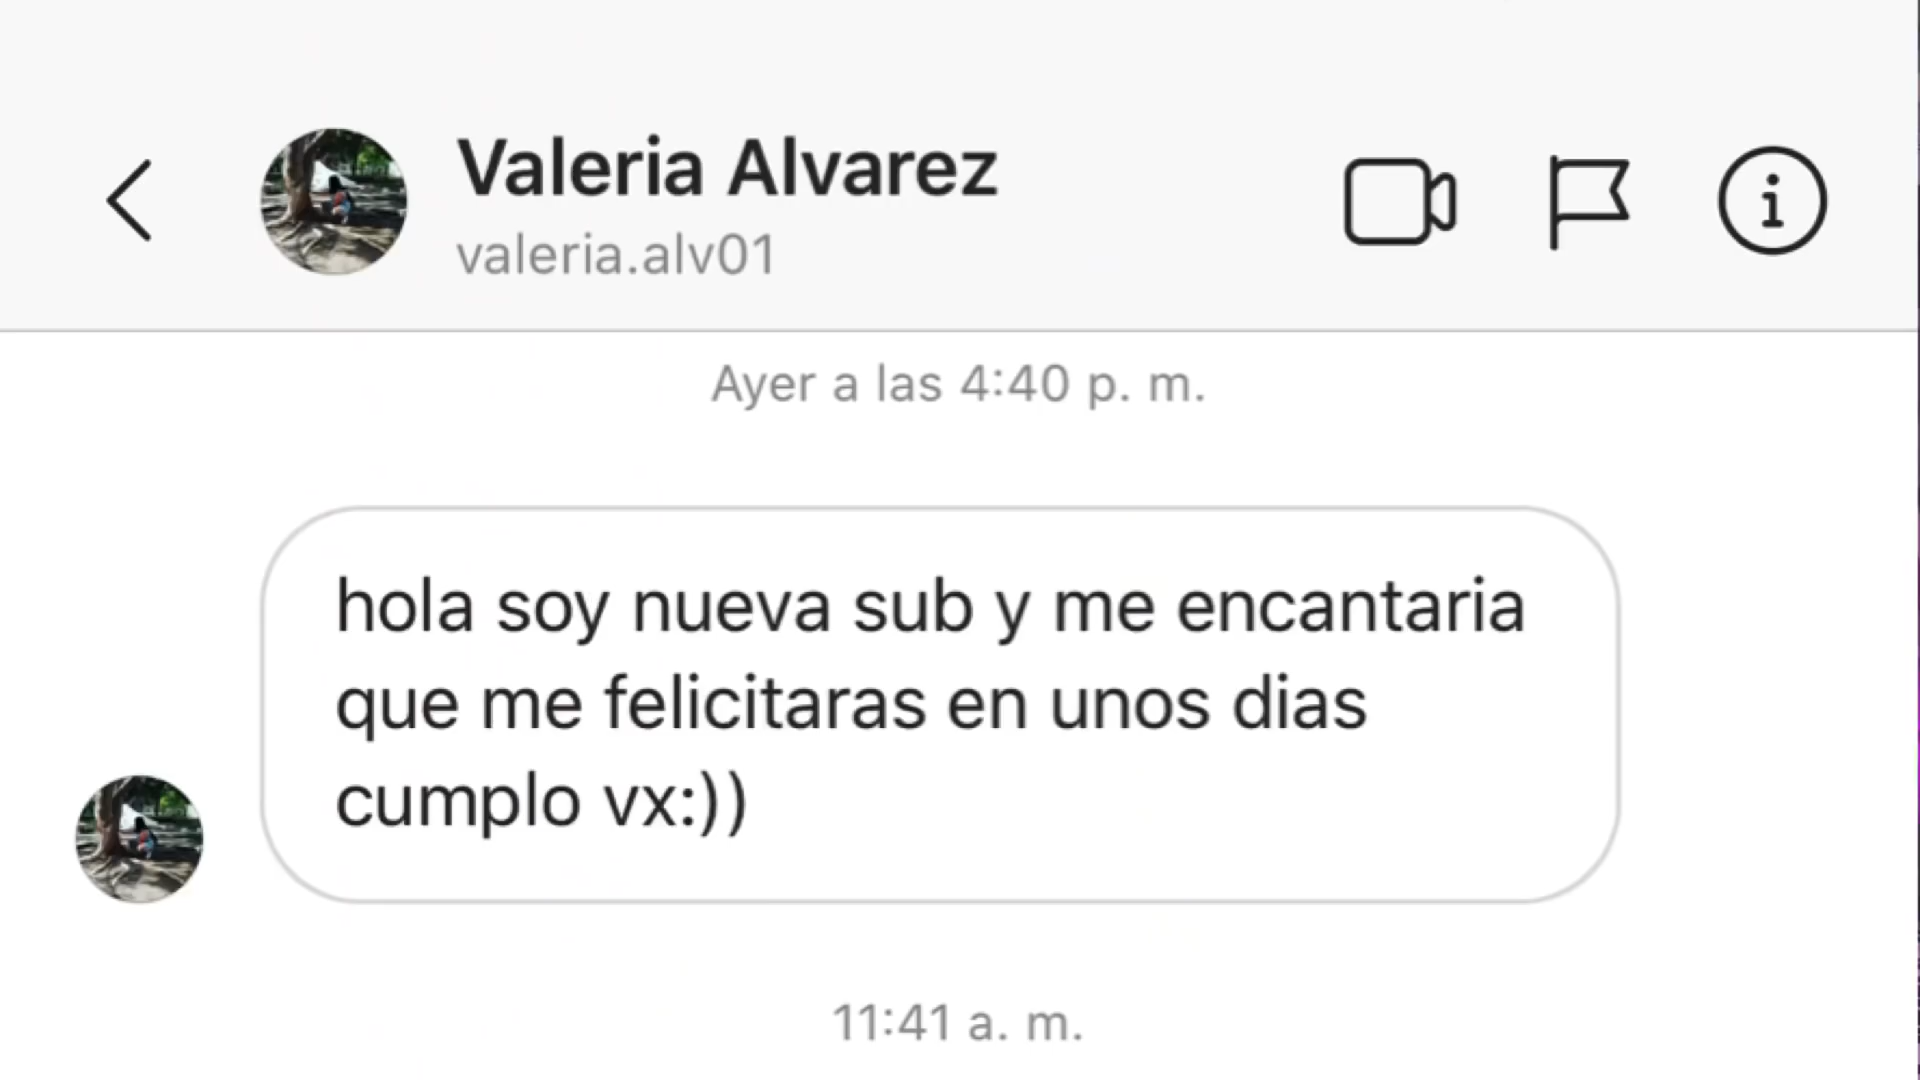 Valeria Alvarez
valeria.alv01
Ayer a las 4:40 p. m.
hola soy nueva sub y me encantaria
que me felicitaras en unos dias
cumplo vx:))
11:41 a. m.